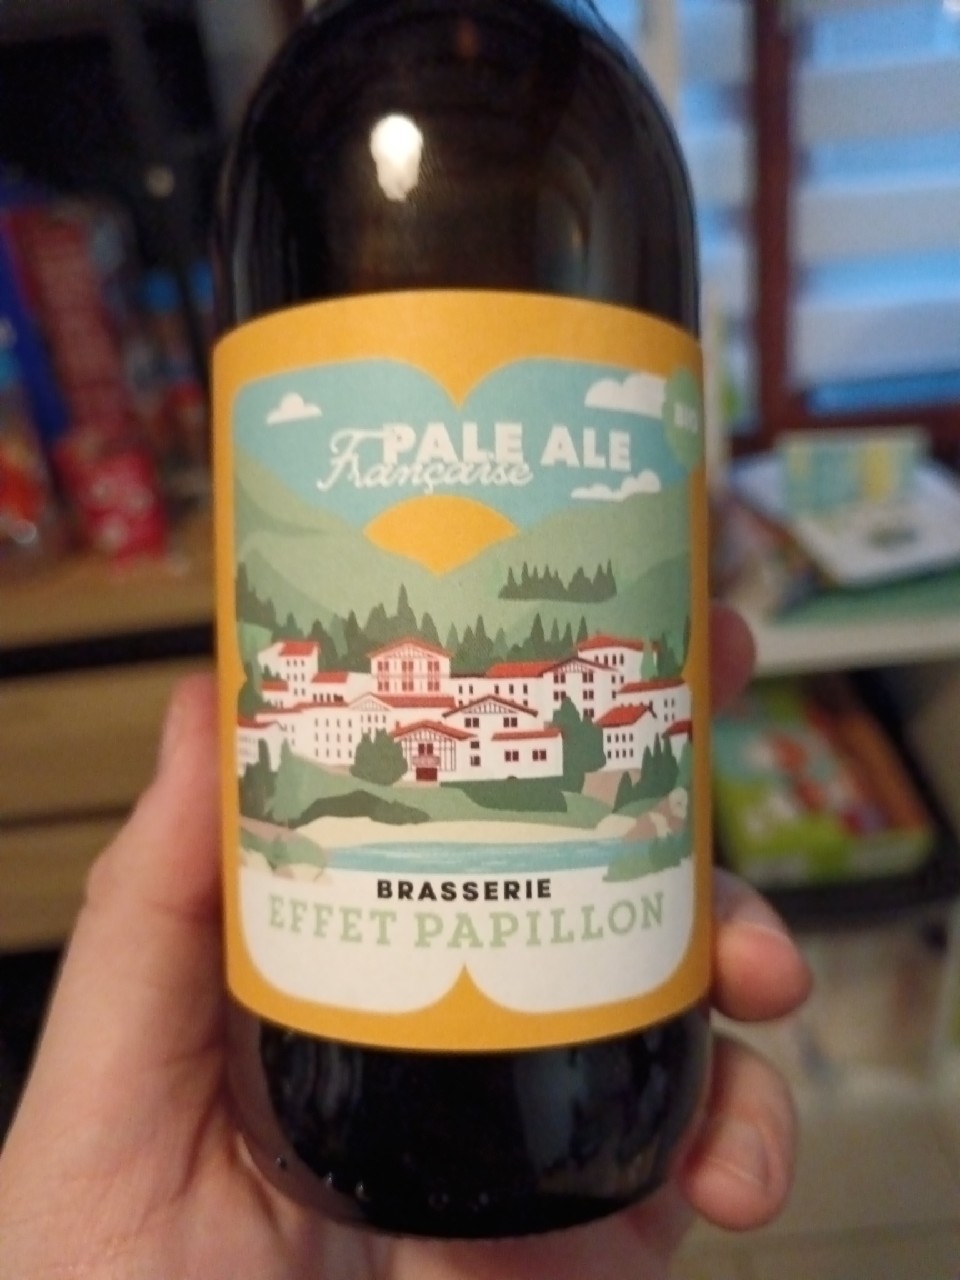 PALE ALE
Française
BIO
BRASSERIE
EFFET PAPILLON